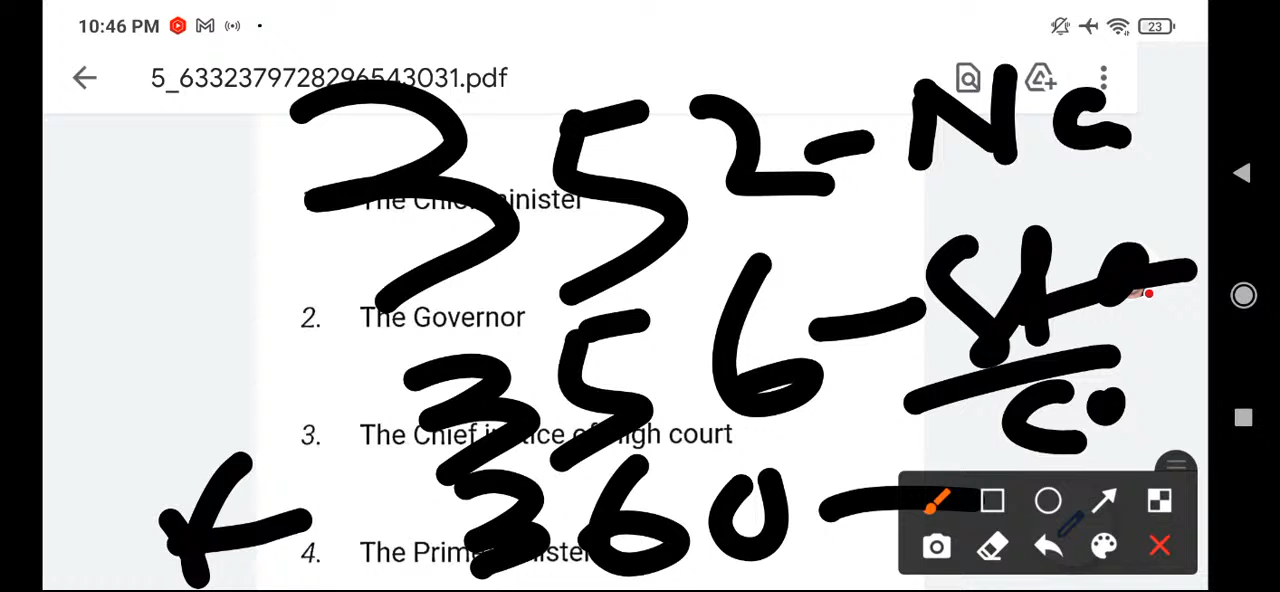 10:46 PM 23
5_6332379728296543031.pdf
352 - Nc
The Chief minister
2. The Governor
356 - St
c.
3. The Chief justice of high court
360 -
4. The Prime minister